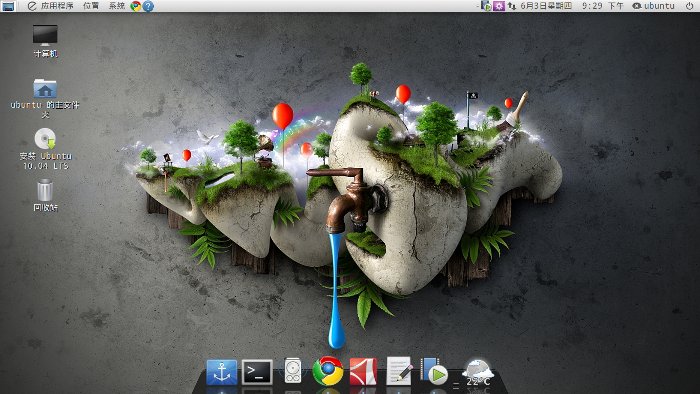 应用程序 位置 系統 6月3日星期四 9:29 下午 ubuntu
计算机
ubuntu 的主文件
夹
安装 Ubuntu
10.04 LTS
回收站
>_
22°C